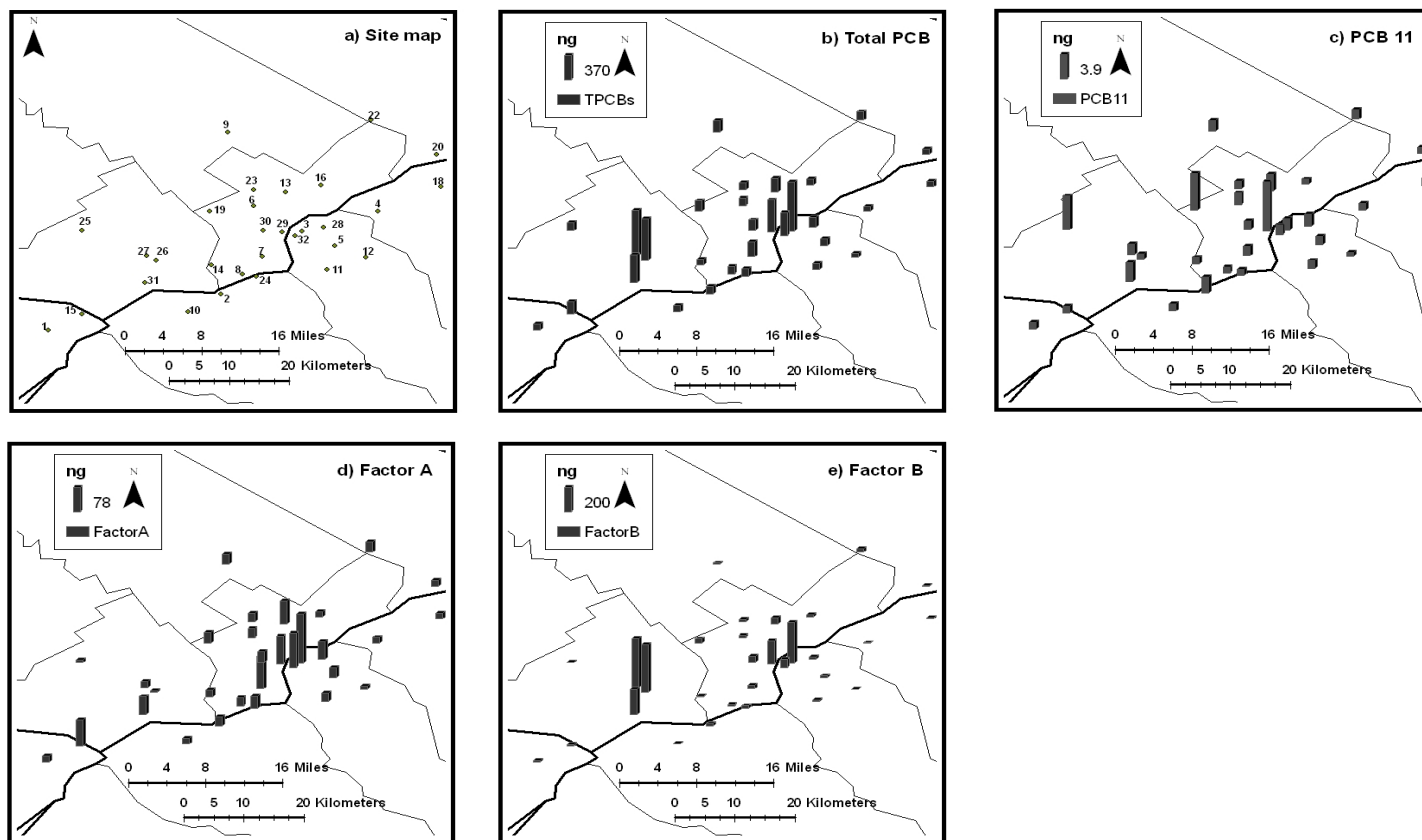 N
a) Site map
22
9
20
23
13
16
18
6
19
4
25
30
29
3
28
32
5
27
26
7
12
14
8
24
11
31
2
15
10
1
0 4 8 16 Miles
0 5 10 20 Kilometers
ng
N
370
TPCBs
b) Total PCB
0 4 8 16 Miles
0 5 10 20 Kilometers
ng
N
3.9
PCB11
c) PCB 11
0 4 8 16 Miles
0 5 10 20 Kilometers
ng
N
78
FactorA
d) Factor A
0 4 8 16 Miles
0 5 10 20 Kilometers
ng
N
200
FactorB
e) Factor B
0 4 8 16 Miles
0 5 10 20 Kilometers